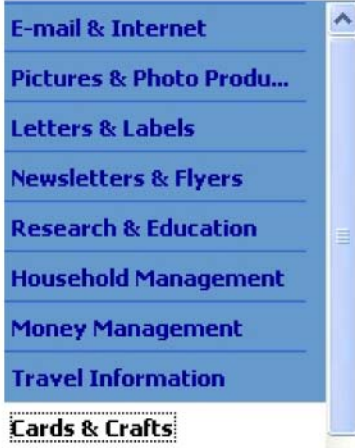 E-mail & Internet
Pictures & Photo Produ...
Letters & Labels
Newsletters & Flyers
Research & Education
Household Management
Money Management
Travel Information
Cards & Crafts